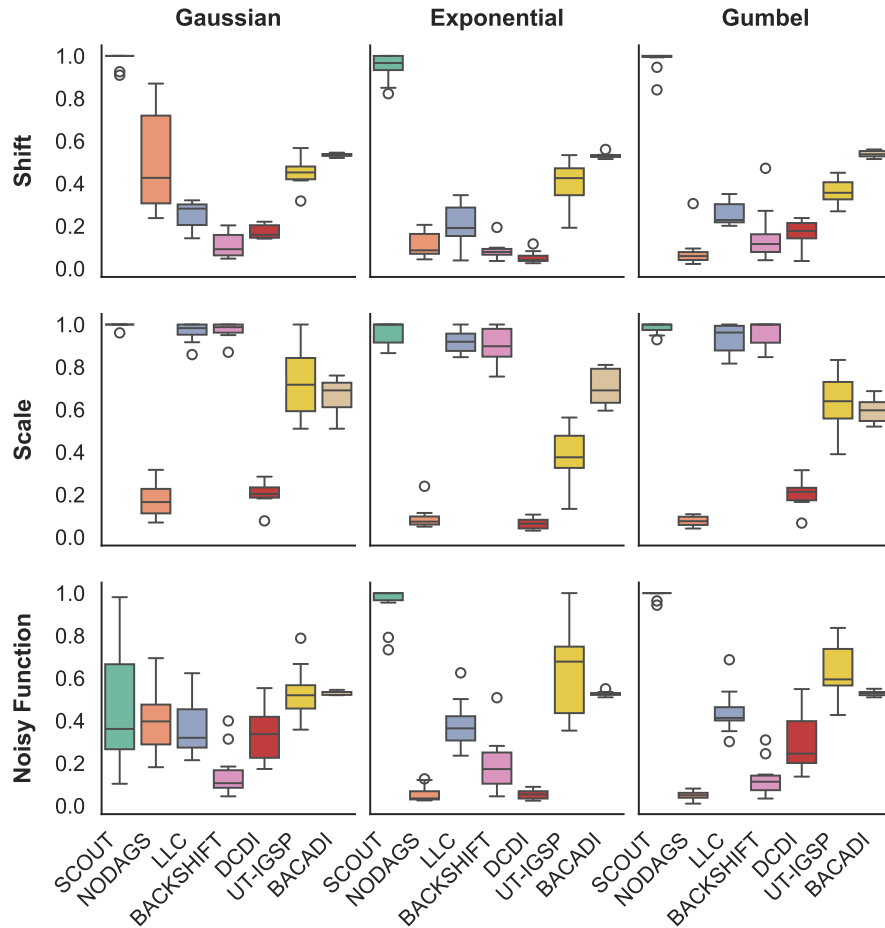 Gaussian Exponential Gumbel
Shift
1.0
0.8
0.6
0.4
0.2
0.0
Scale
1.0
0.8
0.6
0.4
0.2
0.0
Noisy Function
1.0
0.8
0.6
0.4
0.2
0.0
SCOUT NODAGS LLC BACKSHIFT DCDI UT-IGSP BACADI
SCOUT NODAGS LLC BACKSHIFT DCDI UT-IGSP BACADI
SCOUT NODAGS LLC BACKSHIFT DCDI UT-IGSP BACADI